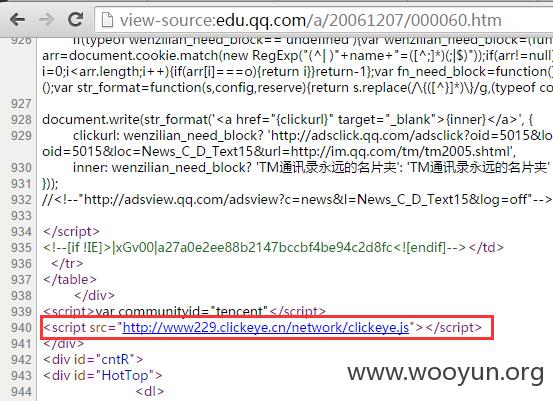 view-source:edu.qq.com/a/20061207/000060.htm
926 if(typeof wenzilian_need_block== undefined ){var wenzilian_need_block=(fun
arr=document.cookie.match(new RegExp("(^| )"+name+"=([^;]*)(;|$)"));if(arr!=null)
i=0;i<arr.length;i++){if(arr[i]===o){return i}}return-1};var fn_need_block=function()
();var str_format=function(s,config,reserve){return s.replace(/\{([^}]*)\}/g,(typeof co
927
928 document.write(str_format('<a href="{clickurl}" target="_blank">{inner}</a>', {
929 clickurl: wenzilian_need_block? 'http://adsclick.qq.com/adsclick?oid=5015&l
oid=5015&loc=News_C_D_Text15&url=http://im.qq.com/tm/tm2005.shtml',
930 inner: wenzilian_need_block? 'TM通讯录永远的名片夹': 'TM通讯录永远的名片夹'
931 }));
932 //<!--"http://adsview.qq.com/adsview?c=news&l=News_C_D_Text15&log=off"-->
933
934 </script>
935 <!--[if !IE]>|xGv00|a27a0e2ee88b2147bccbf4be94c2d8fc<![endif]--></td>
936 </tr>
937 </table>
938 </div>
939 <script>var communityid="tencent"</script>
940 <script src="http://www229.clickeye.cn/network/clickeye.js"></script>
941 </div>
942 <div id="cntR">
943 <div id="HotTop">
944 <dl>
www.wooyun.org